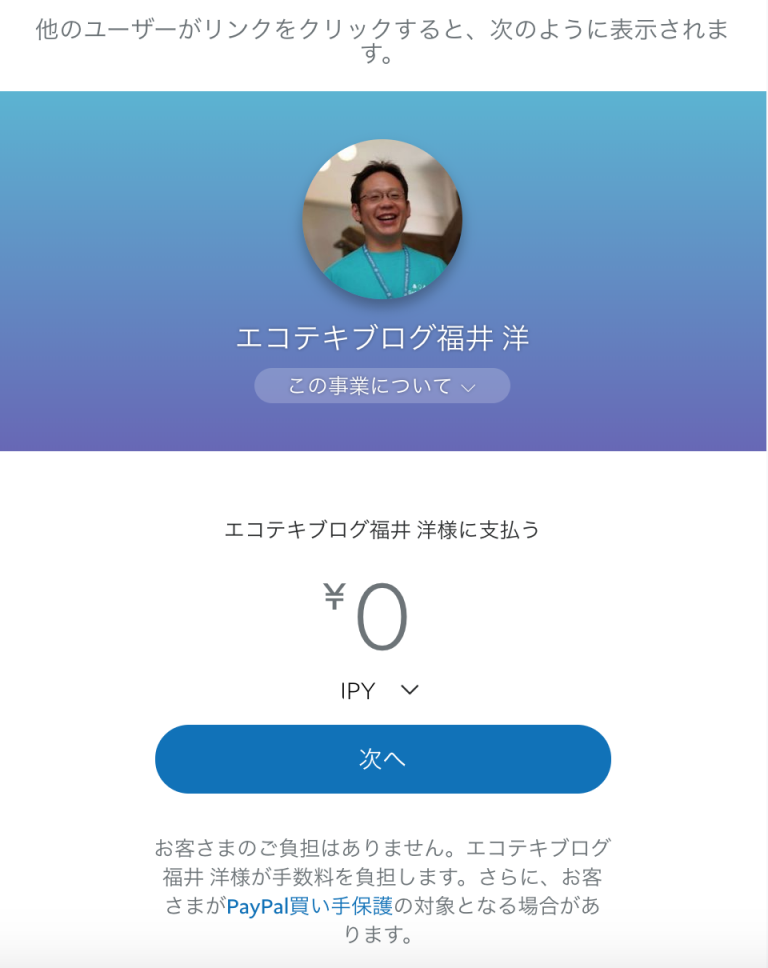 他のユーザーがリンクをクリックすると、次のように表示されま
す。
エコテキブログ福井 洋
この事業について
エコテキブログ福井 洋様に支払う
¥0
JPY
次へ
お客さまのご負担はありません。エコテキブログ
福井 洋様が手数料を負担します。さらに、お客
さまがPayPal買い手保護の対象となる場合があ
ります。